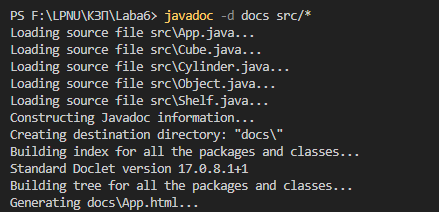 PS F:\LPNU\КЗП\Laba6> javadoc -d docs src/*
Loading source file src\App.java...
Loading source file src\Cube.java...
Loading source file src\Cylinder.java...
Loading source file src\Object.java...
Loading source file src\Shelf.java...
Constructing Javadoc information...
Creating destination directory: "docs\"
Building index for all the packages and classes...
Standard Doclet version 17.0.8.1+1
Building tree for all the packages and classes...
Generating docs\App.html...